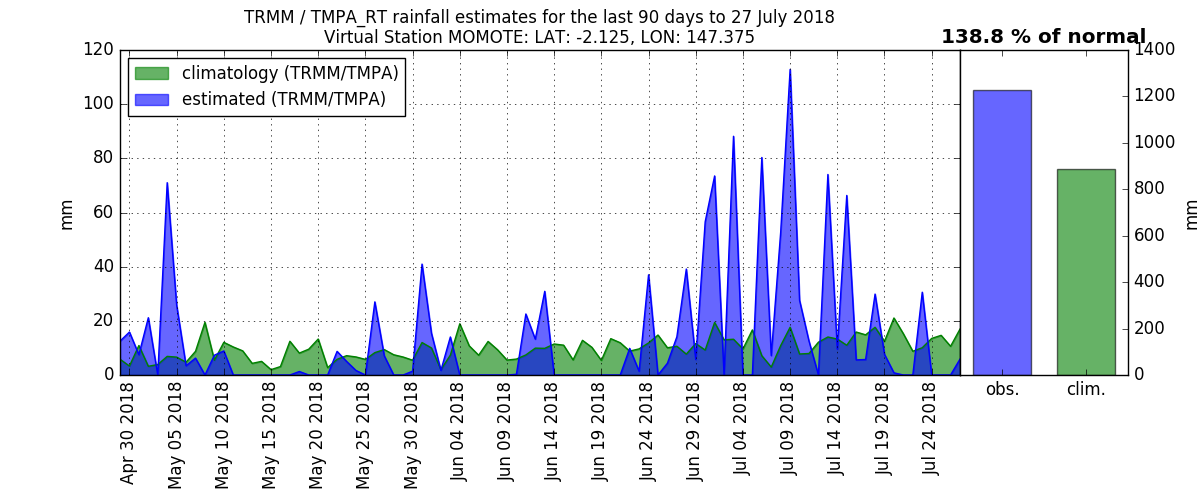 TRMM / TMPA_RT rainfall estimates for the last 90 days to 27 July 2018
Virtual Station MOMOTE: LAT: -2.125, LON: 147.375
138.8 % of normal
climatology (TRMM/TMPA)
estimated (TRMM/TMPA)
mm
120
100
80
60
40
20
0
Apr 30 2018
May 05 2018
May 10 2018
May 15 2018
May 20 2018
May 25 2018
May 30 2018
Jun 04 2018
Jun 09 2018
Jun 14 2018
Jun 19 2018
Jun 24 2018
Jun 29 2018
Jul 04 2018
Jul 09 2018
Jul 14 2018
Jul 19 2018
Jul 24 2018
obs.
clim.
1400
1200
1000
800
600
400
200
0
mm